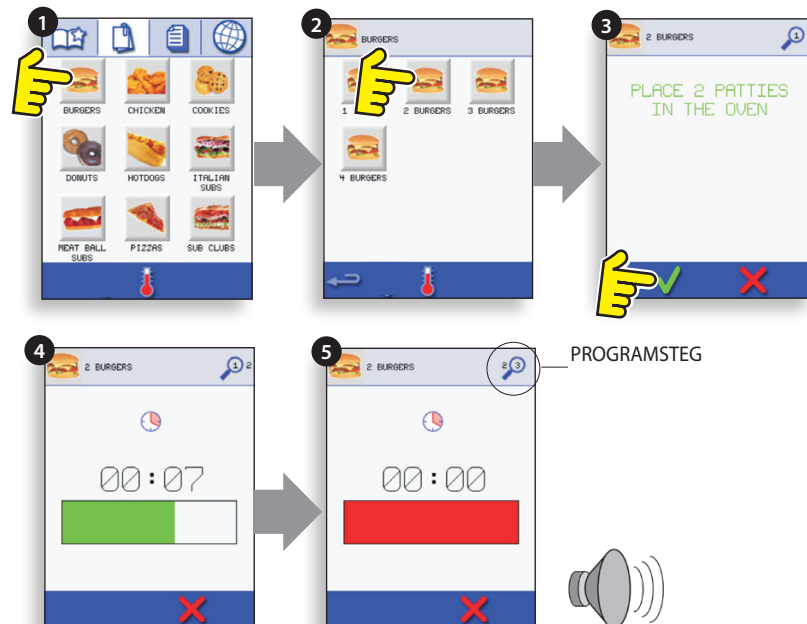 1
BURGERS
CHICKEN
COOKIES
DONUTS
HOTDOGS
ITALIAN
SUBS
MEAT BALL
SUBS
PIZZAS
SUB CLUBS
2
BURGERS
1
2 BURGERS
3 BURGERS
4 BURGERS
3
2 BURGERS
1
PLACE 2 PATTIES
IN THE OVEN
4
2 BURGERS
1 2
00:07
5
2 BURGERS
2 3
PROGRAMSTEG
00:00